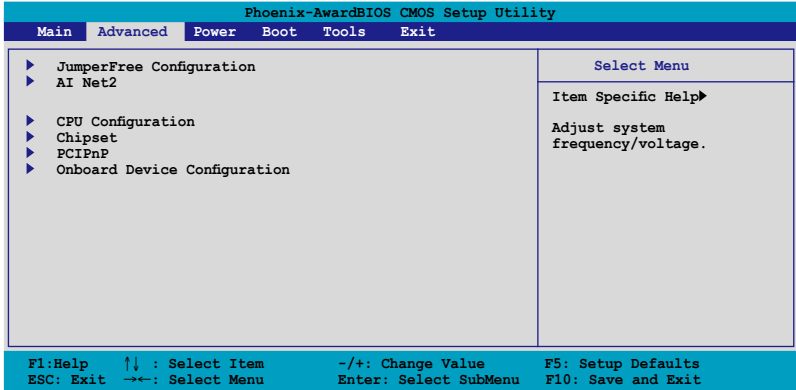 Phoenix-AwardBIOS CMOS Setup Utility
Main Advanced Power Boot Tools Exit
JumperFree Configuration
AI Net2
CPU Configuration
Chipset
PCIPnP
Onboard Device Configuration
Select Menu
Item Specific Help
Adjust system
frequency/voltage.
F1:Help ↑↓ : Select Item -/+: Change Value F5: Setup Defaults
ESC: Exit →←: Select Menu Enter: Select SubMenu F10: Save and Exit